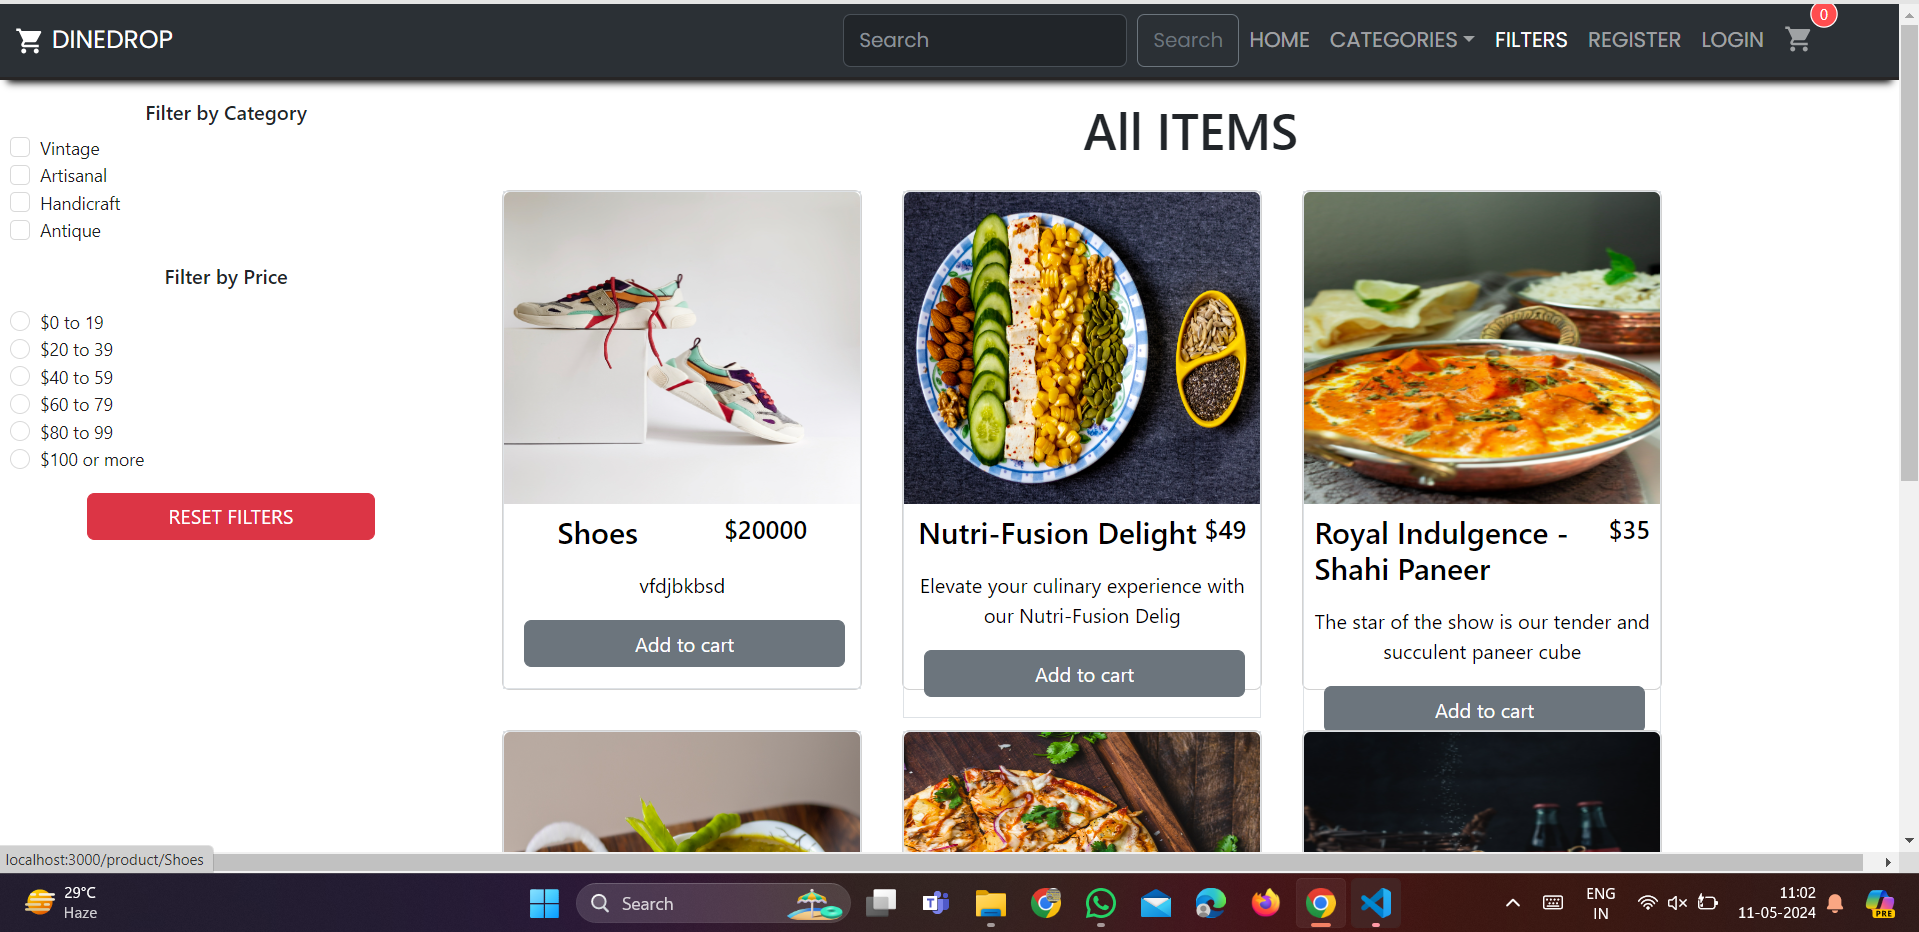 DINEDROP
Search
Search
HOME
CATEGORIES
FILTERS
REGISTER
LOGIN
0
Filter by Category
Vintage
Artisanal
Handicraft
Antique
Filter by Price
$0 to 19
$20 to 39
$40 to 59
$60 to 79
$80 to 99
$100 or more
RESET FILTERS
All ITEMS
Shoes
$20000
vfdjbkbsd
Add to cart
Nutri-Fusion Delight
$49
Elevate your culinary experience with
our Nutri-Fusion Delig
Add to cart
Royal Indulgence -
Shahi Paneer
$35
The star of the show is our tender and
succulent paneer cube
Add to cart
localhost:3000/product/Shoes
29°C
Haze
Search
ENG
IN
11:02
11-05-2024
PRE